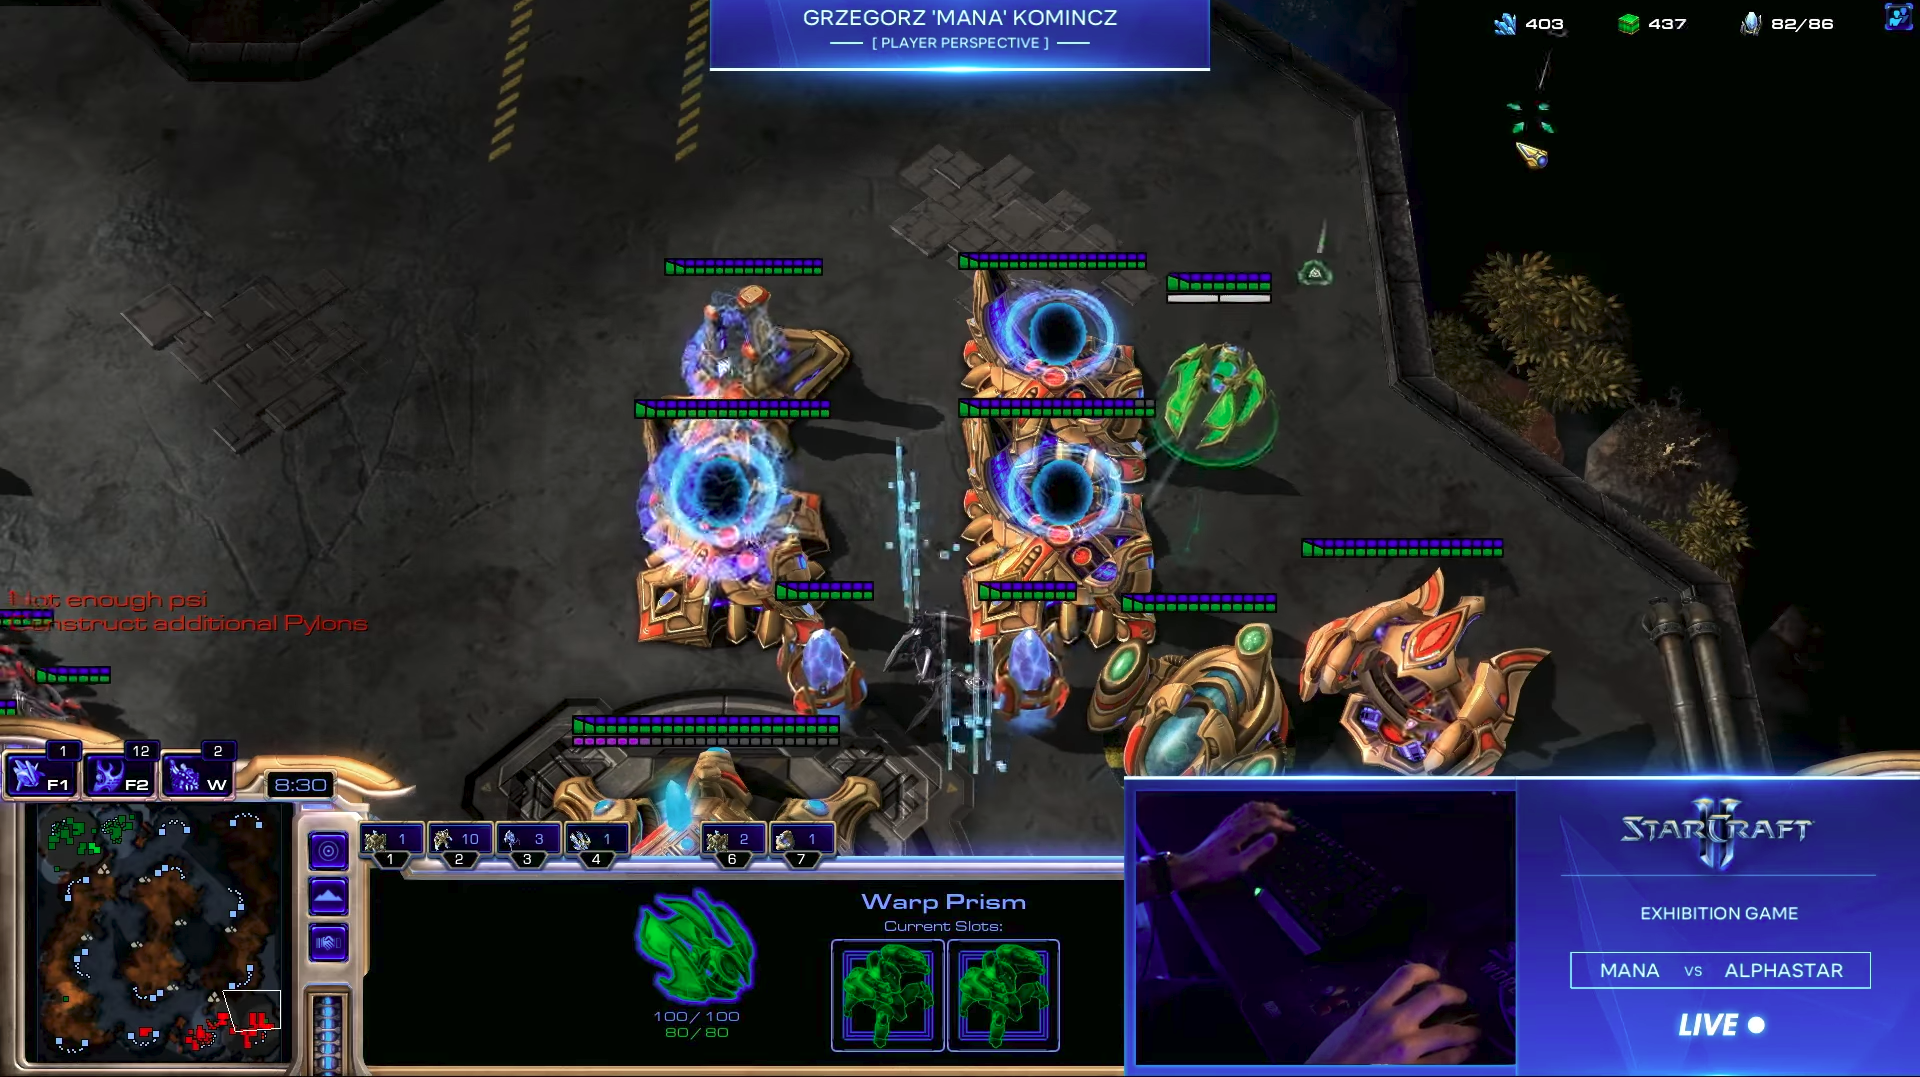 GRZEGORZ 'MANA' KOMINCZ
[ PLAYER PERSPECTIVE ]
403
437
82/86
Not enough psi
Construct additional Pylons
1
12
2
F1
F2
W
8:30
1
10
3
1
2
1
1
2
3
4
6
7
Warp Prism
Current Slots:
100/100
80/80
STARCRAFT
II
EXHIBITION GAME
MANA VS ALPHASTAR
LIVE